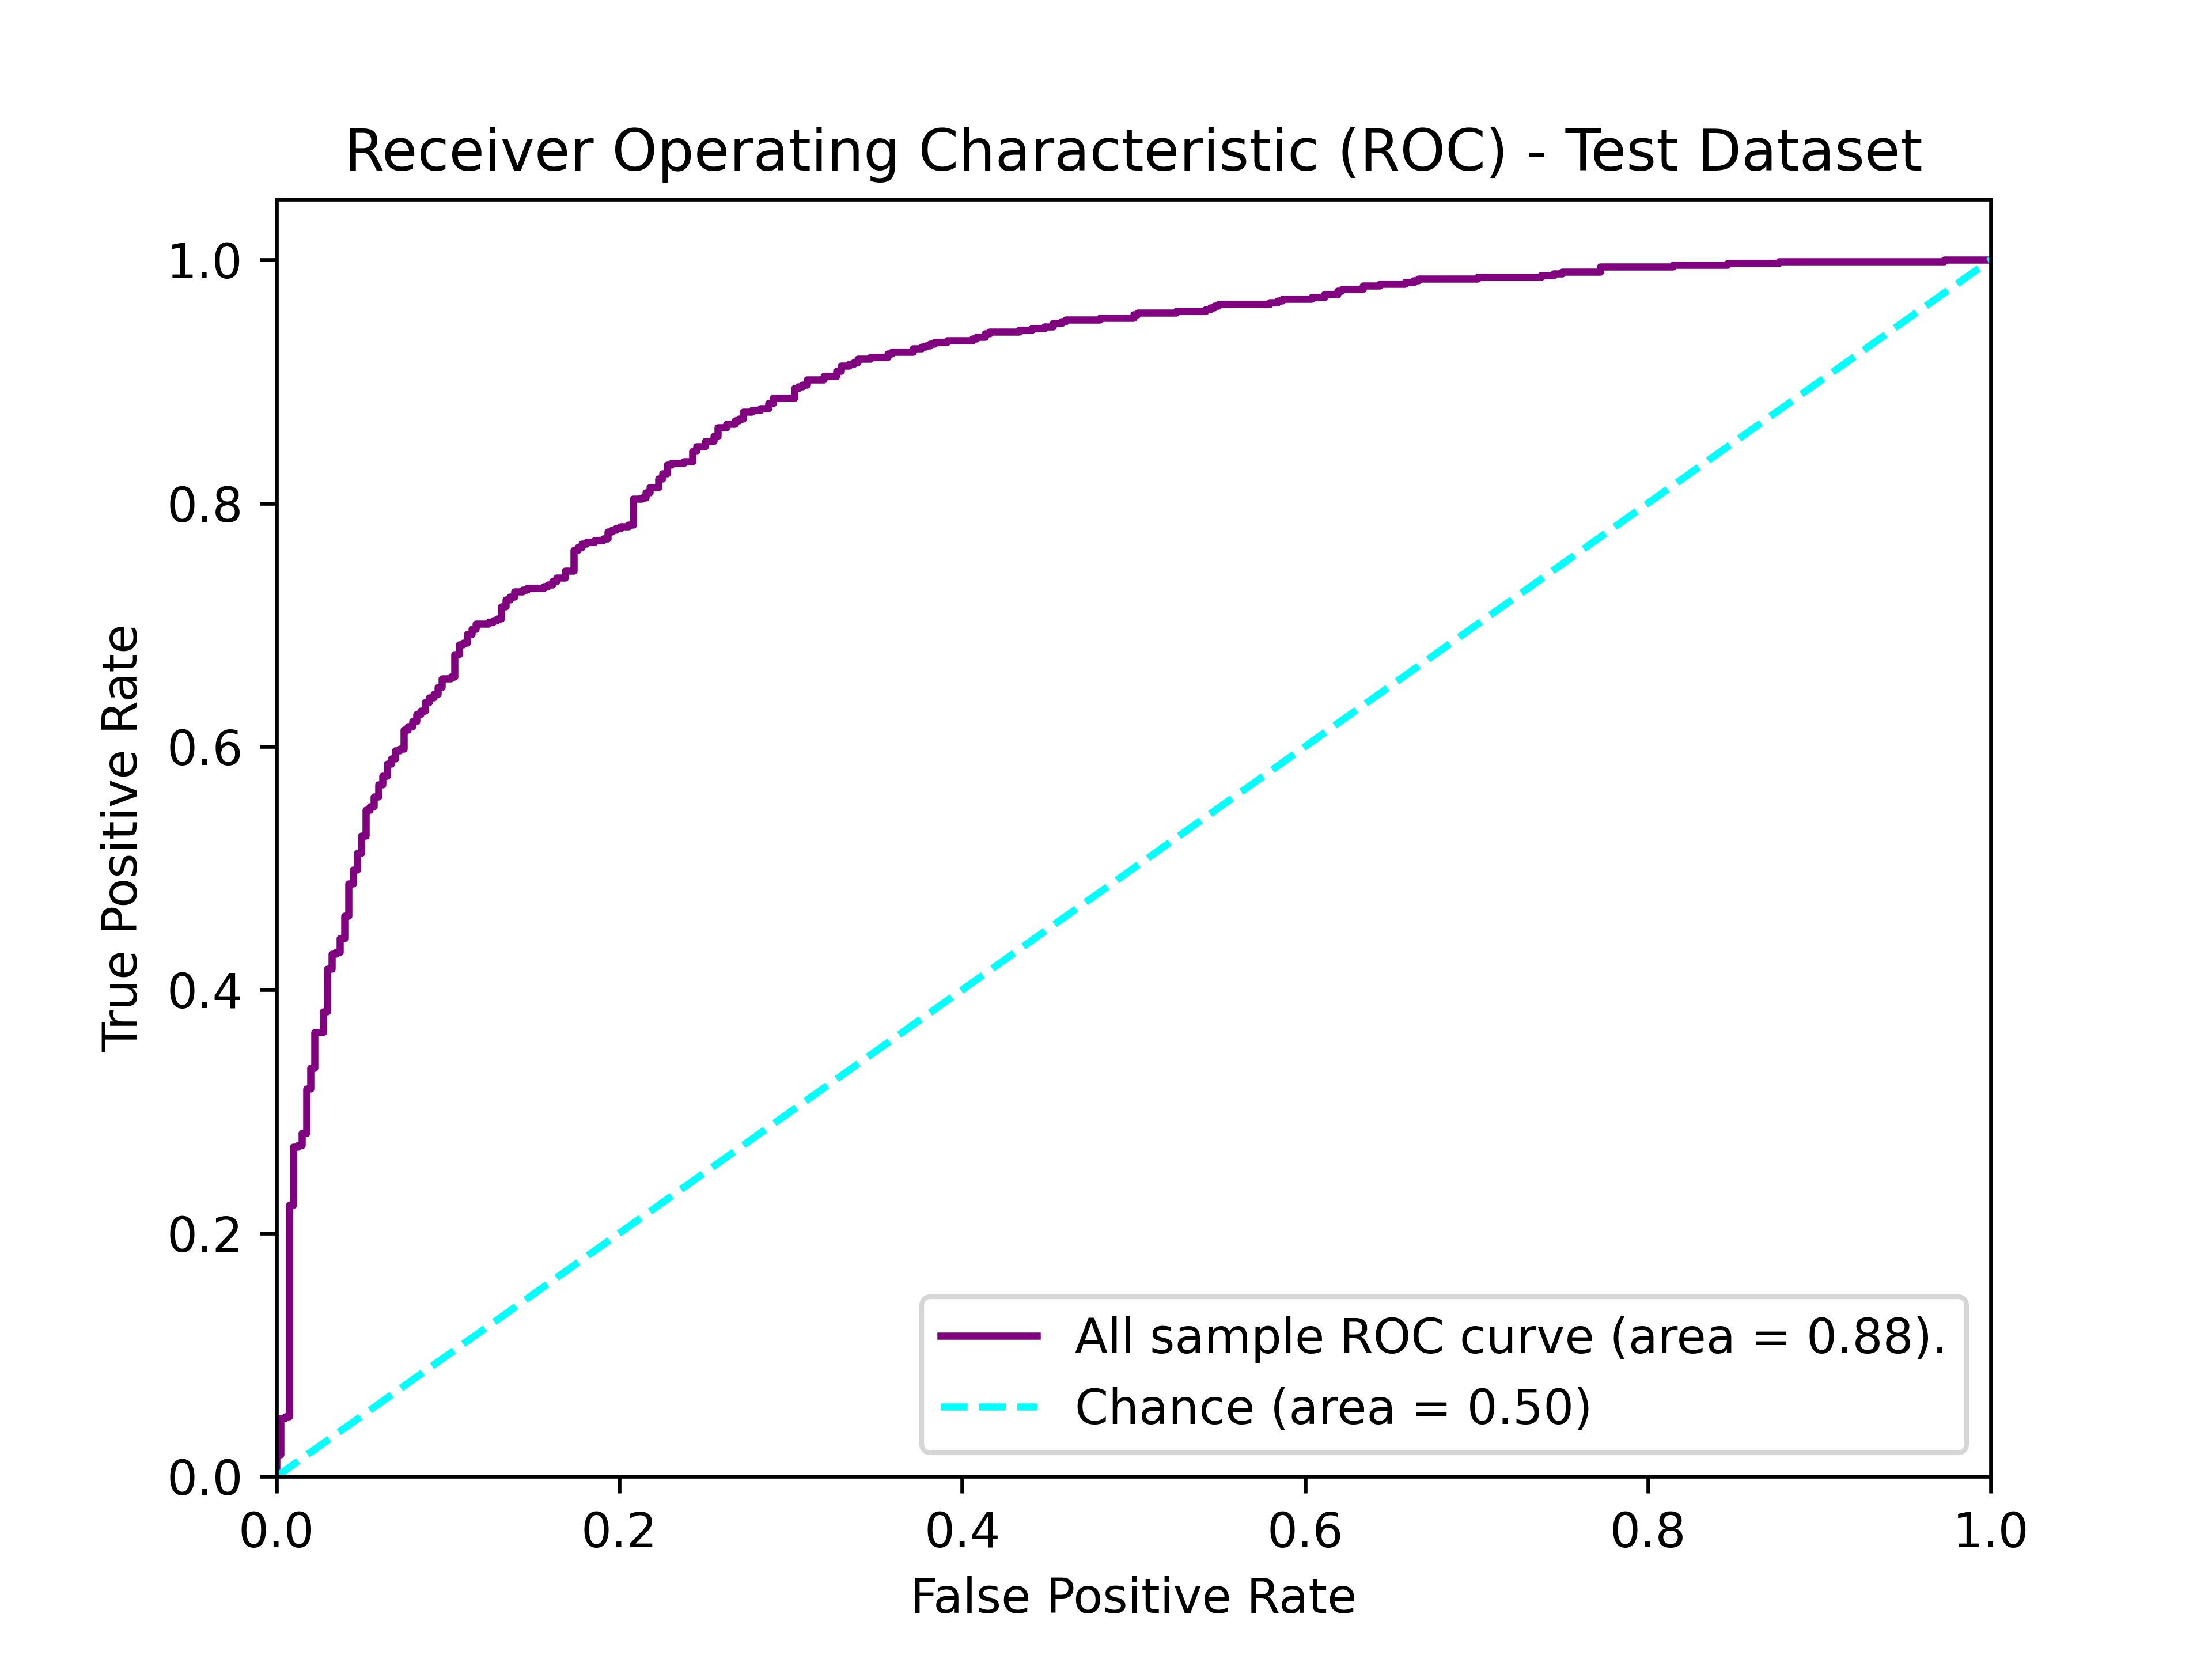 Receiver Operating Characteristic (ROC) - Test Dataset
True Positive Rate
1.0
0.8
0.6
0.4
0.2
0.0
All sample ROC curve (area = 0.88).
Chance (area = 0.50)
0.0 0.2 0.4 0.6 0.8 1.0
False Positive Rate